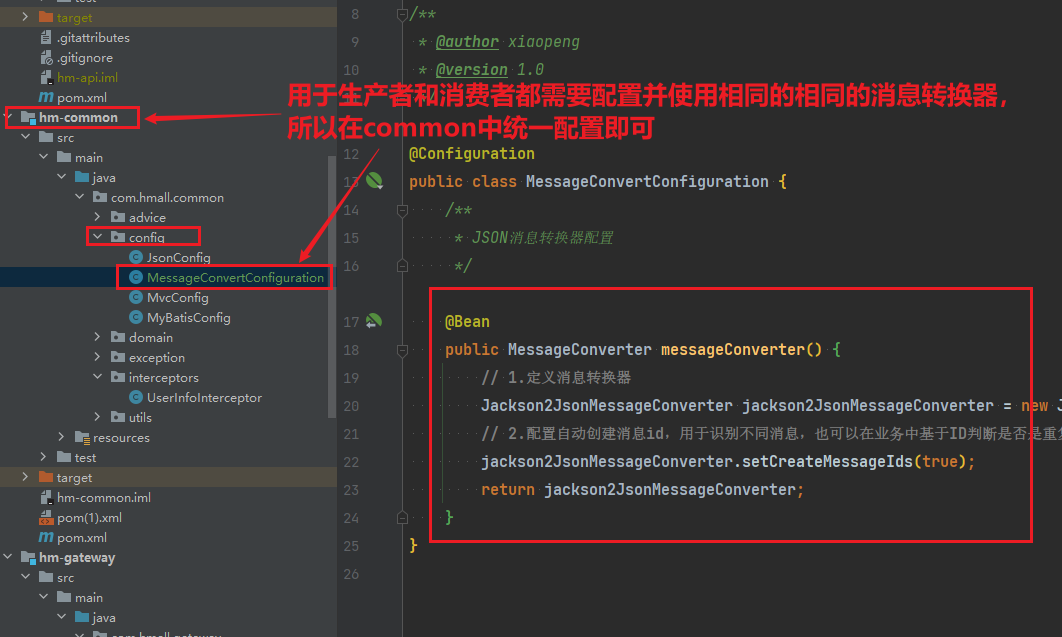 test
target
.gitattributes
.gitignore
hm-api.iml
pom.xml
hm-common
src
main
java
com.hmall.common
advice
config
JsonConfig
MessageConvertConfiguration
MvcConfig
MyBatisConfig
domain
exception
interceptors
UserInfoInterceptor
utils
resources
test
target
hm-common.iml
pom(1).xml
pom.xml
hm-gateway
src
main
java
com.hmall.gateway
用于生产者和消费者都需要配置并使用相同的相同的消息转换器，
所以在common中统一配置即可
8 /**
9 * @author xiaopeng
10 * @version 1.0
12 @Configuration
13 public class MessageConvertConfiguration {
14 /**
15 * JSON消息转换器配置
16 */
17 @Bean
18 public MessageConverter messageConverter() {
19 // 1.定义消息转换器
20 Jackson2JsonMessageConverter jackson2JsonMessageConverter = new J
21 // 2.配置自动创建消息id，用于识别不同消息，也可以在业务中基于ID判断是否是重复
22 jackson2JsonMessageConverter.setCreateMessageIds(true);
23 return jackson2JsonMessageConverter;
24 }
25 }
26